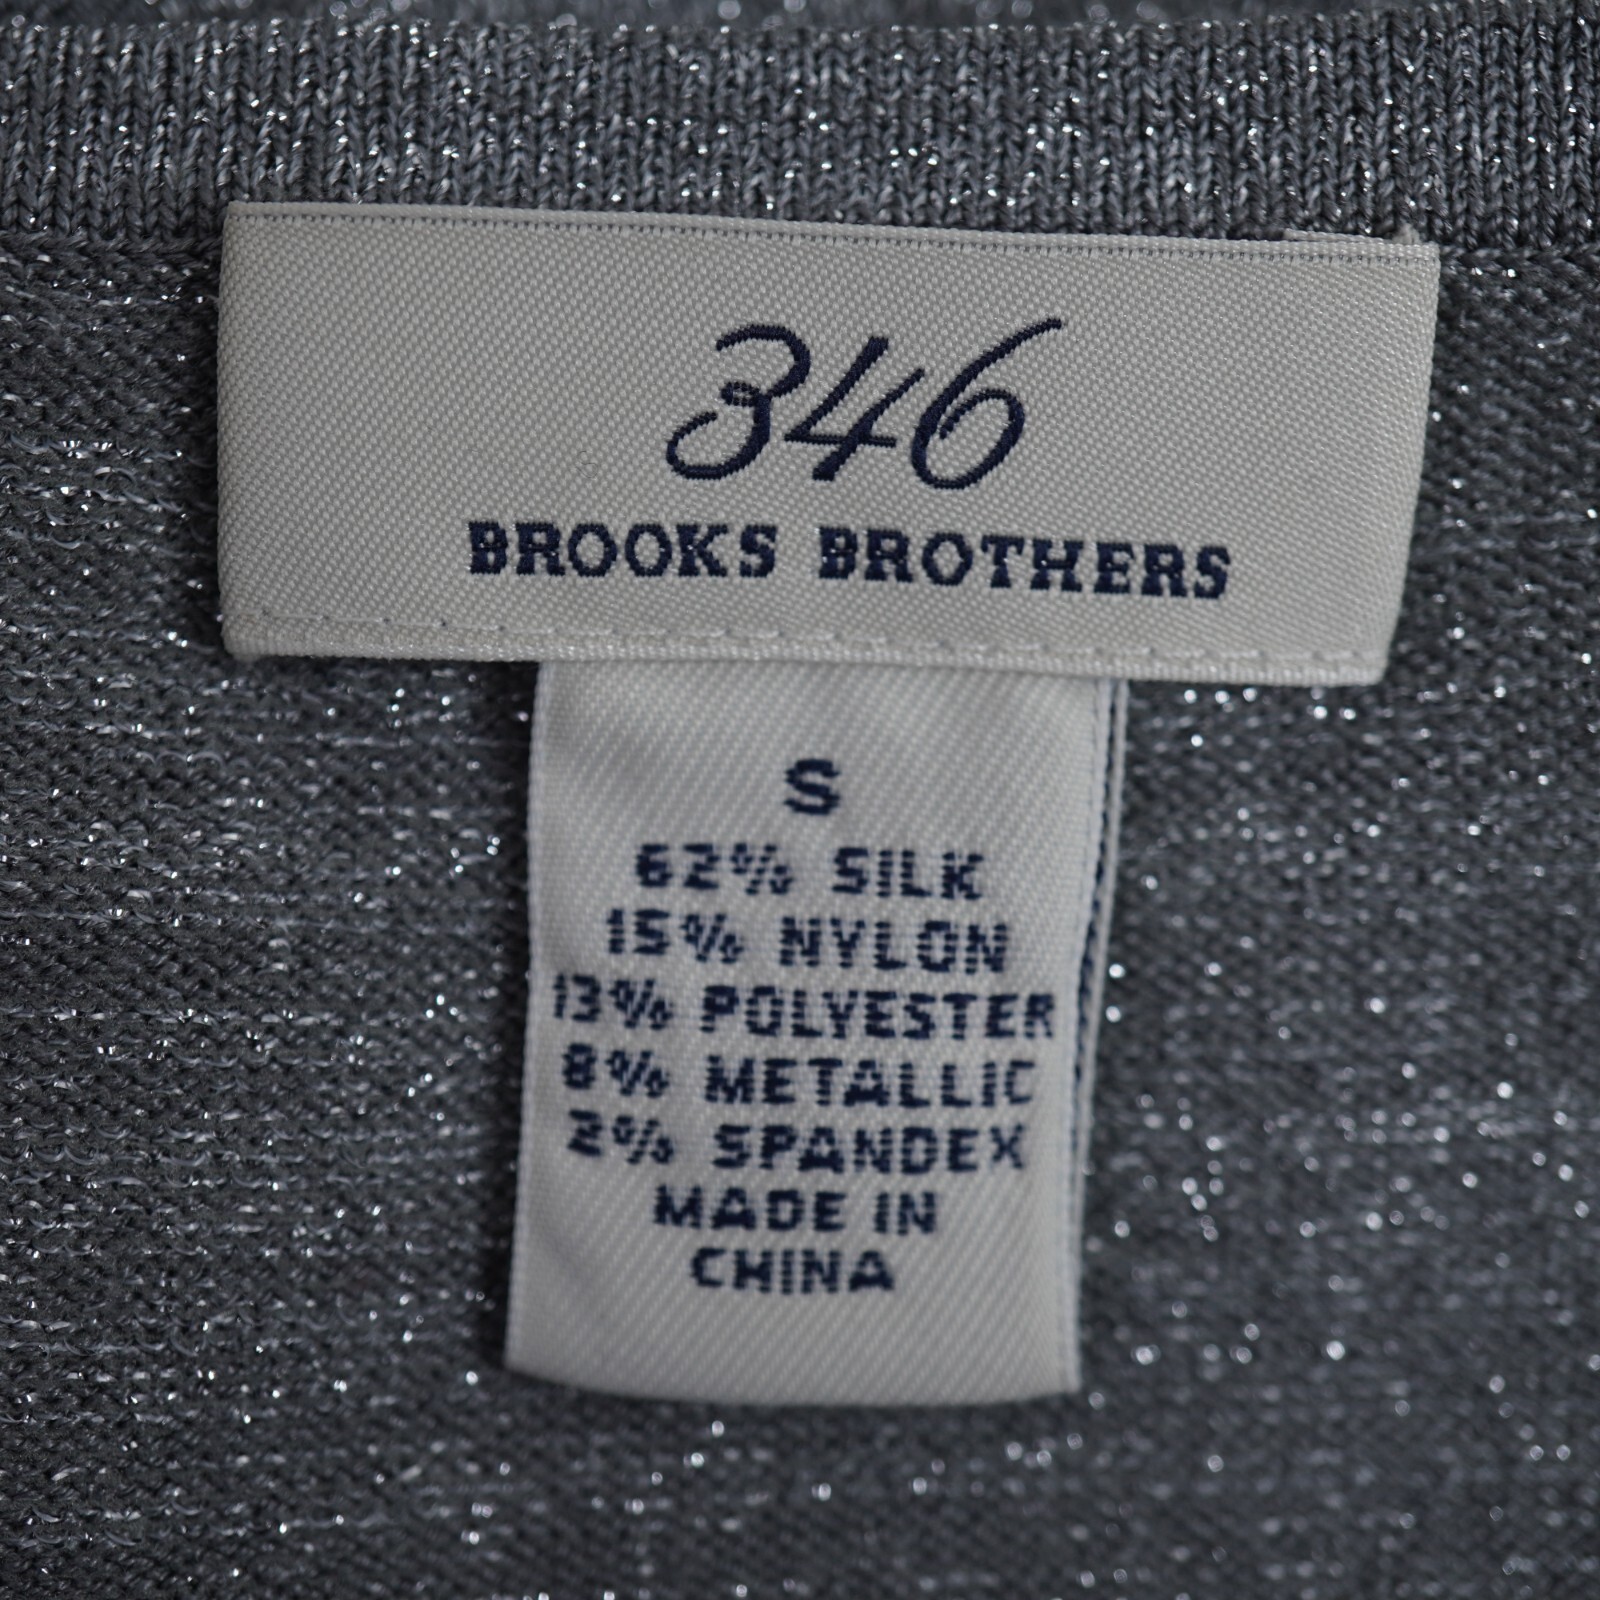 346
BROOKS BROTHERS
S
62% SILK
15% NYLON
13% POLYESTER
8% METALLIC
2% SPANDEX
MADE IN
CHINA